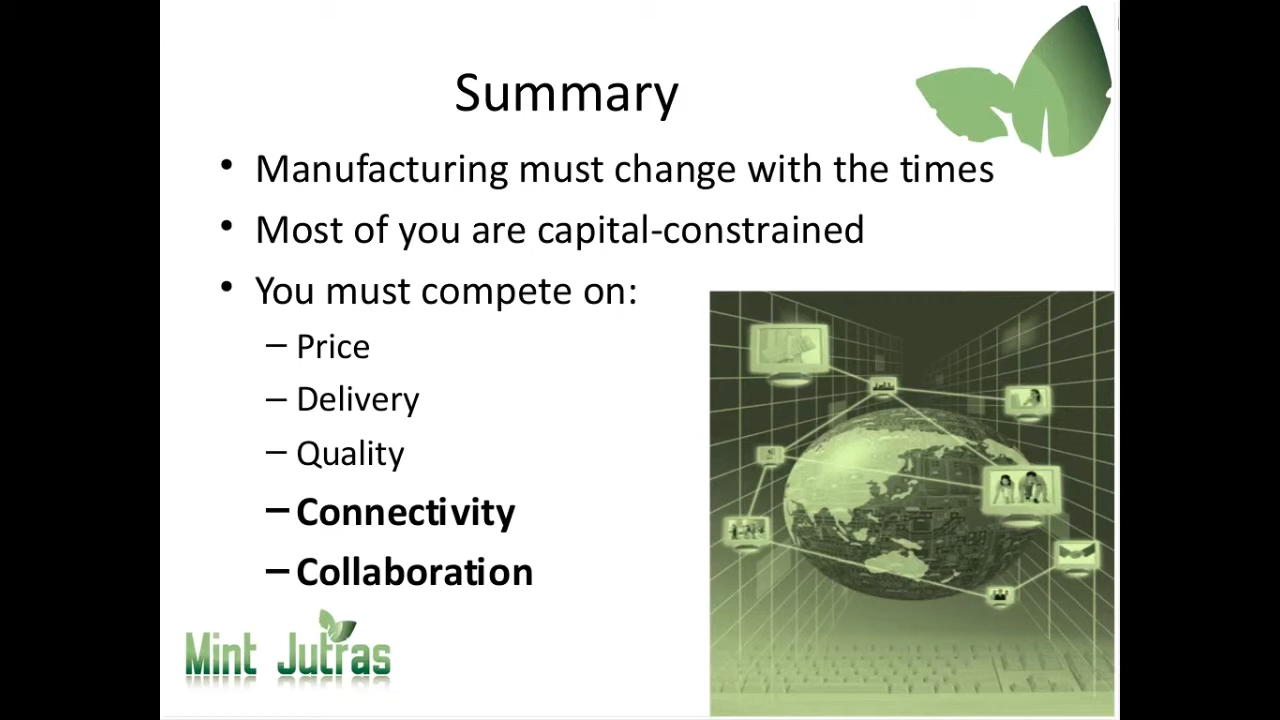 Summary
• Manufacturing must change with the times
• Most of you are capital-constrained
• You must compete on:
– Price
– Delivery
– Quality
– Connectivity
– Collaboration
Mint Jutras